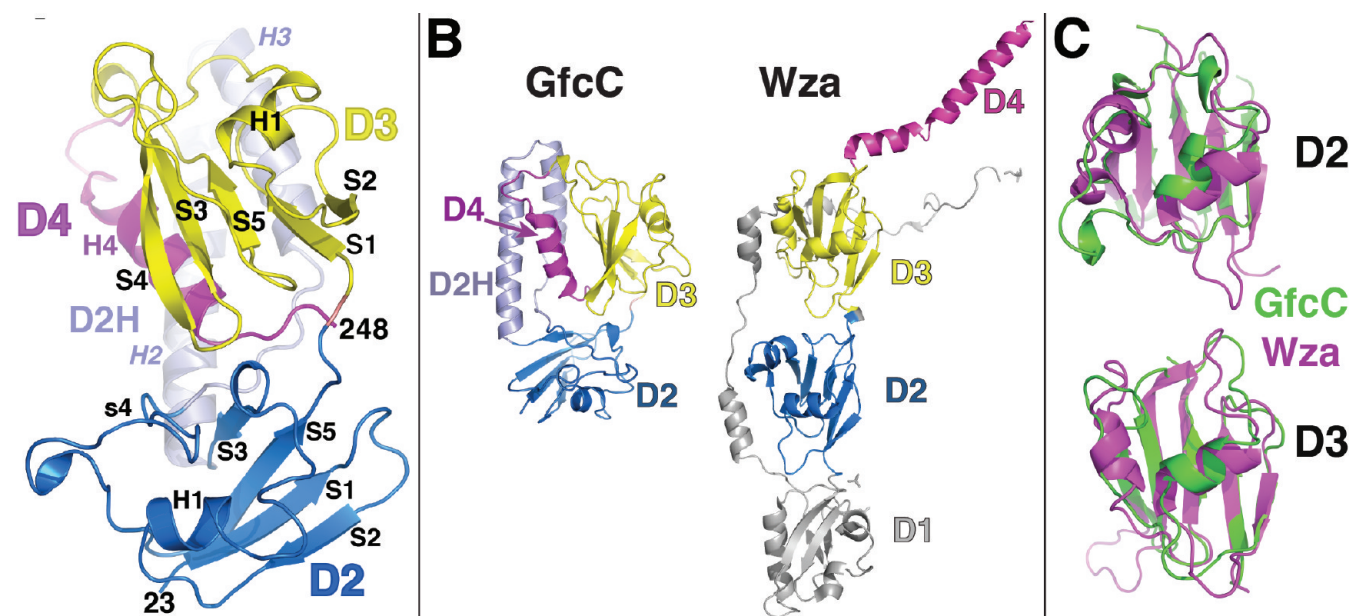 H3
H1
D3
S2
S3
S5
S1
D4
H4
S4
D2H
248
H2
s4
S3
S5
H1
S1
S2
D2
23
B
GfcC
Wza
D4
D4
D2H
D3
D3
D2
D2
D1
C
D2
GfcC
Wza
D3